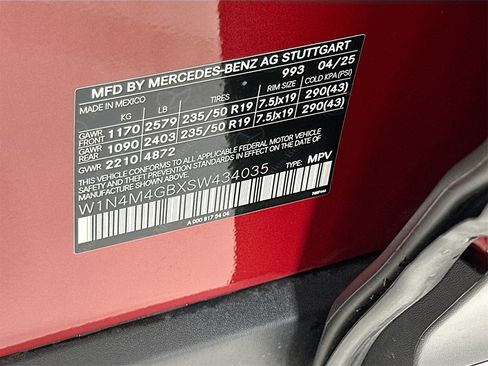 MFD BY MERCEDES-BENZ AG STUTTGART
993 04/25
MADE IN MEXICO
KG LB TIRES RIM SIZE COLD KPA (PSI)
GAWR FRONT 1170 2579 235/50 R19 7.5Jx19 290(43)
GAWR REAR 1090 2403 235/50 R19 7.5Jx19 290(43)
GVWR 2210 4872
THIS VEHICLE CONFORMS TO ALL APPLICABLE FEDERAL MOTOR VEHICLE
SAFETY STANDARDS IN EFFECT ON THE DATE OF MANUFACTURE
SHOWN ABOVE.
W1N4M4GBXSW434035 TYPE: MPV
A 000 817 54 04